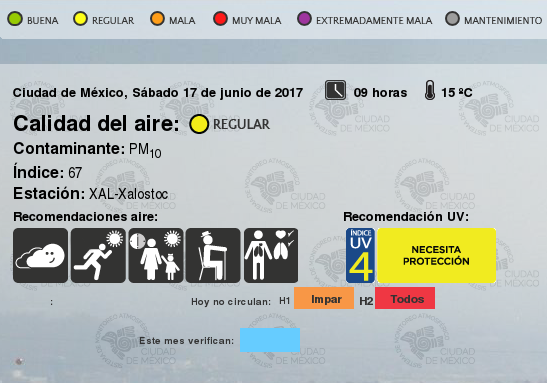 BUENA REGULAR MALA MUY MALA EXTREMADAMENTE MALA MANTENIMIENTO
Ciudad de México, Sábado 17 de junio de 2017 09 horas 15 ºC
Calidad del aire: REGULAR
Contaminante: PM10
Índice: 67
Estación: XAL-Xalostoc
Recomendaciones aire: Recomendación UV:
ÍNDICE
UV
4
NECESITA
PROTECCIÓN
: Hoy no circulan: H1 Impar H2 Todos
Este mes verifican:
CIUDAD
DE MÉXICO